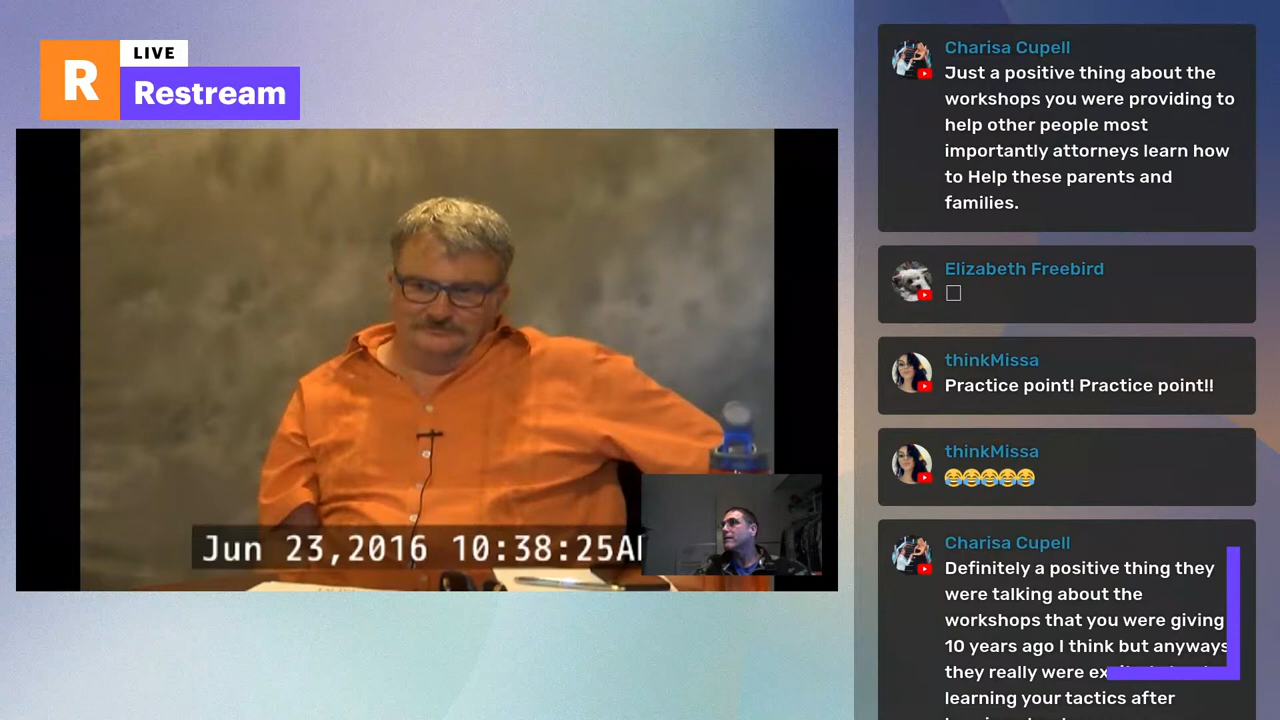 R
LIVE
Restream
Jun 23,2016 10:38:25A
Charisa Cupell
Just a positive thing about the
workshops you were providing to
help other people most
importantly attorneys learn how
to Help these parents and
families.
Elizabeth Freebird
thinkMissa
Practice point! Practice point!!
thinkMissa
😂😂😂😂😂
Charisa Cupell
Definitely a positive thing they
were talking about the
workshops that you were giving
10 years ago I think but anyways
they really were
learning your tactics after